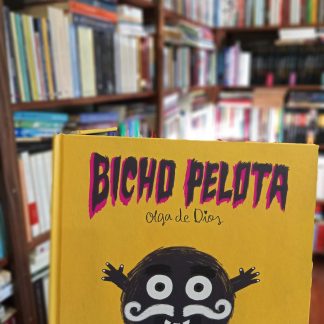 BICHO PELOTA
Olga de Dios